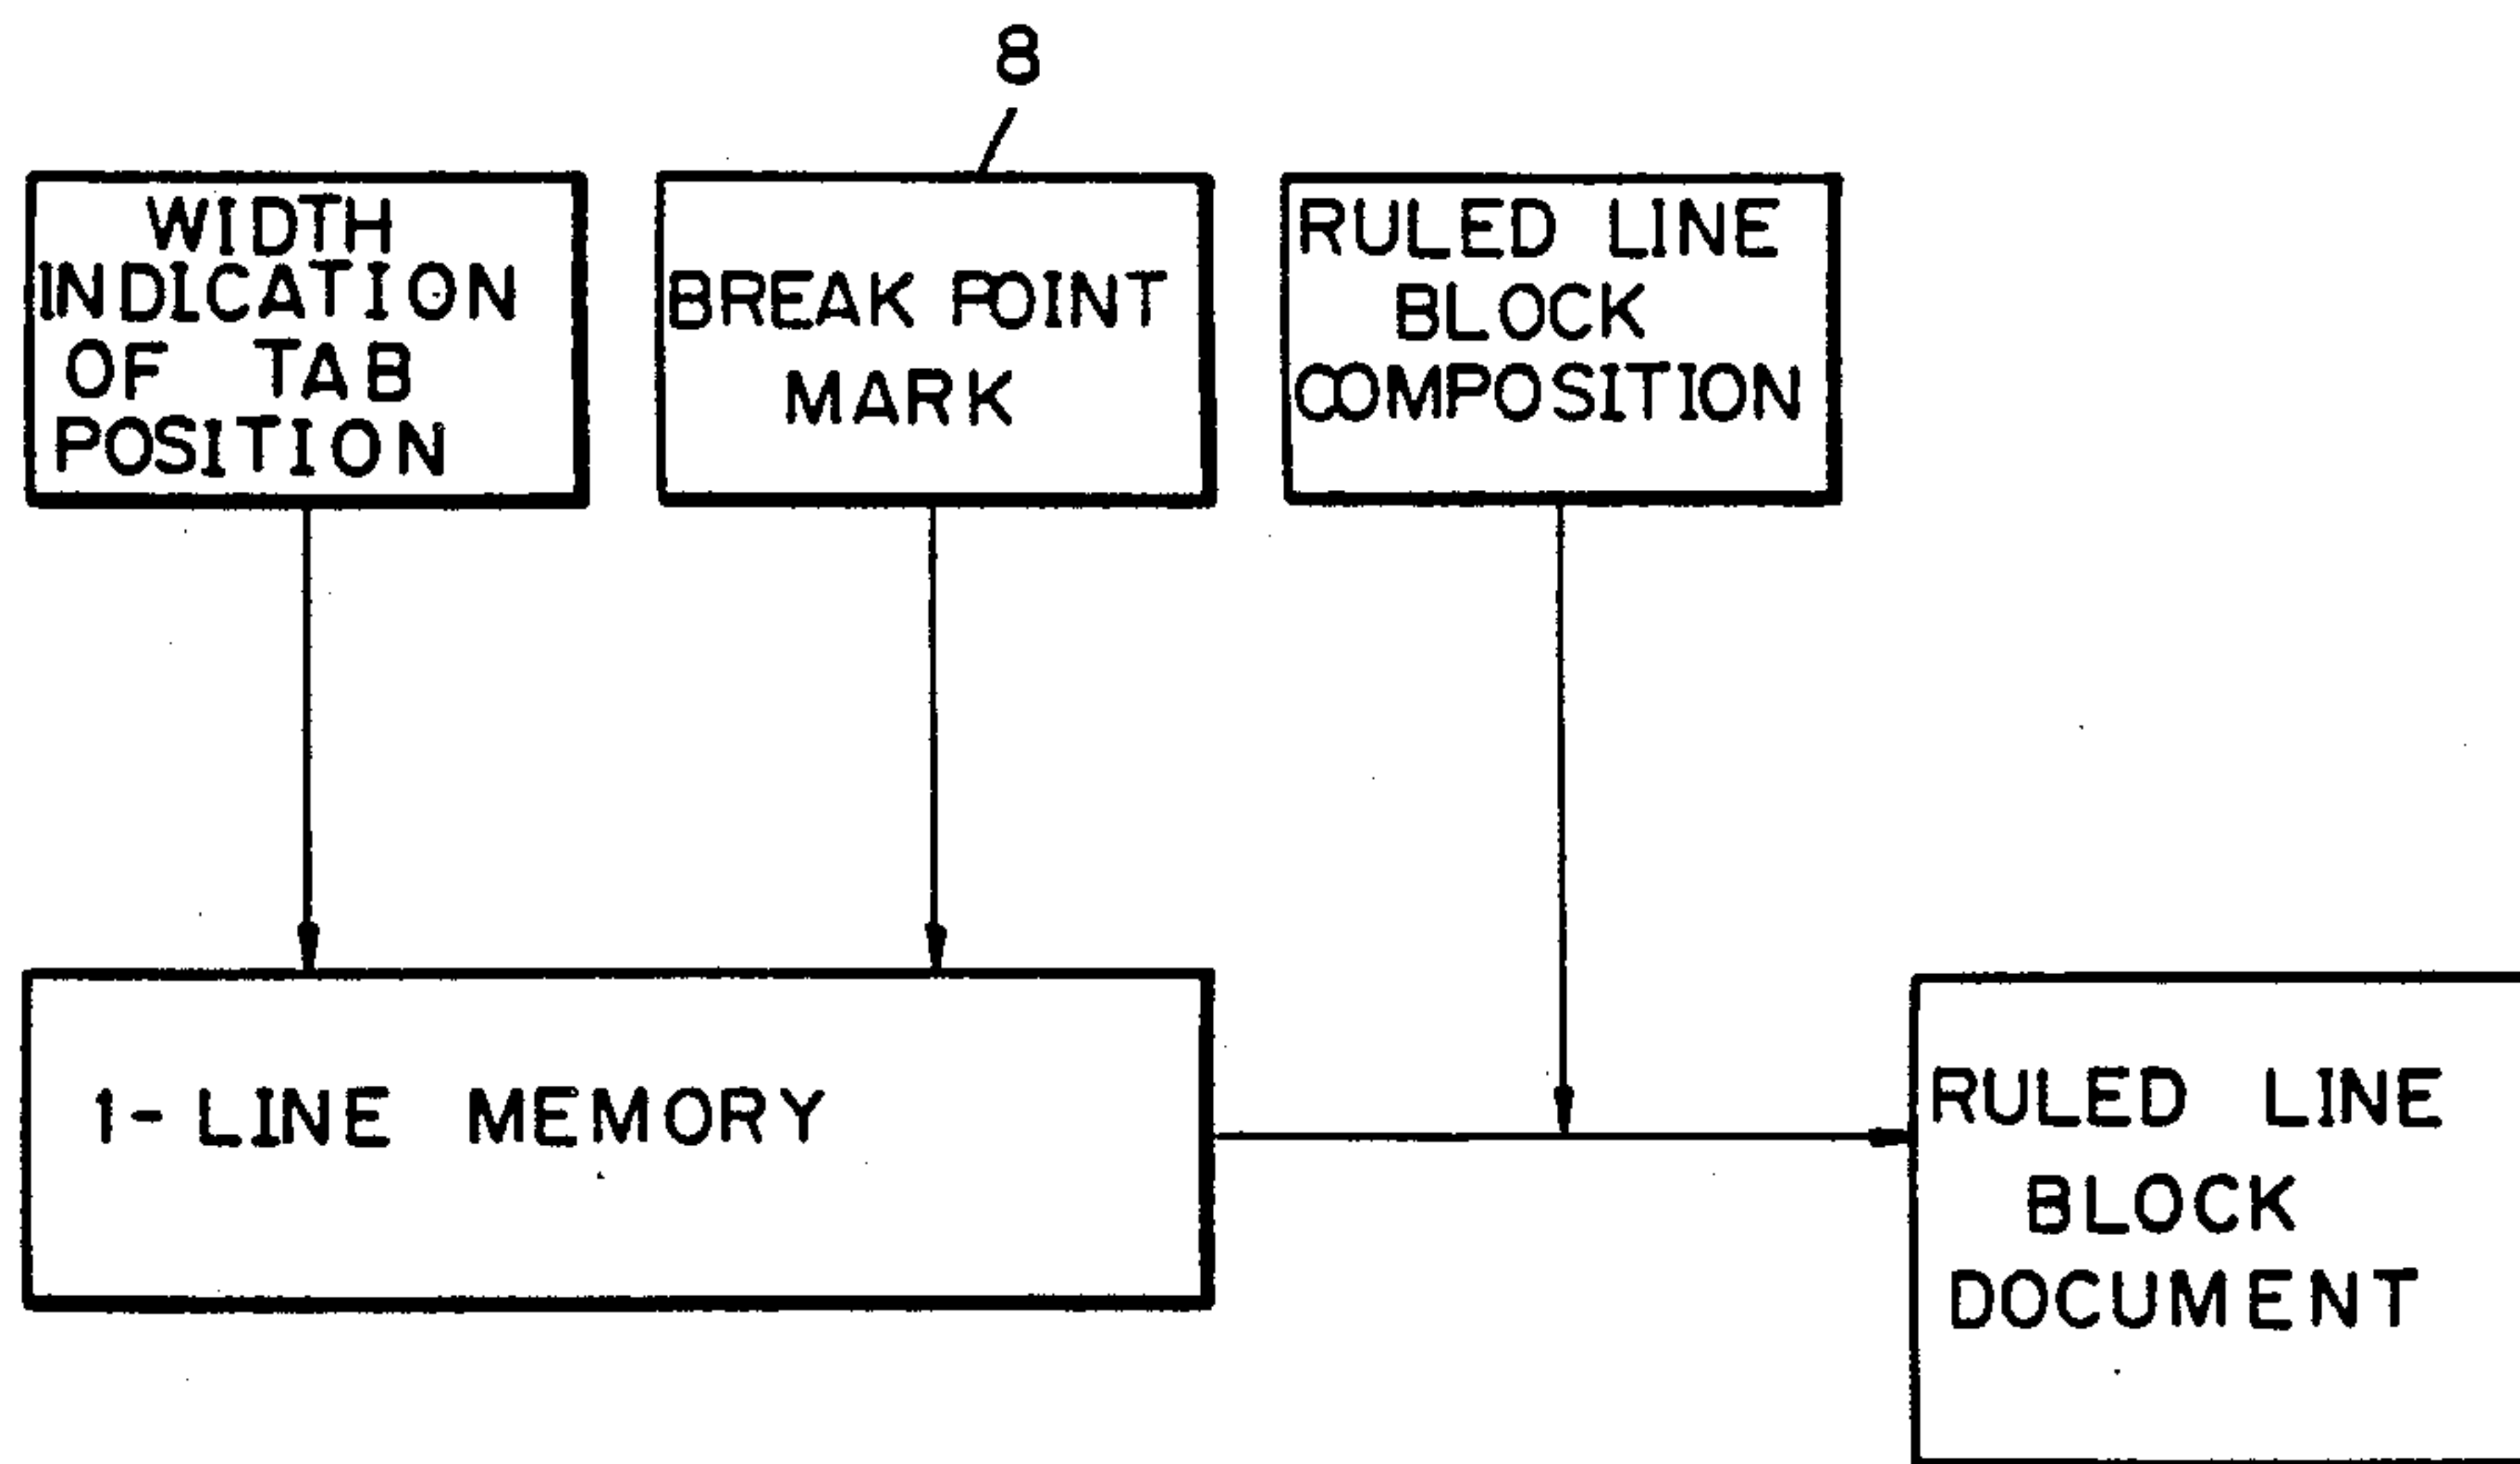 8
WIDTH
INDICATION
OF TAB
POSITION
BREAK POINT
MARK
RULED LINE
BLOCK
COMPOSITION
1-LINE MEMORY
RULED LINE
BLOCK
DOCUMENT